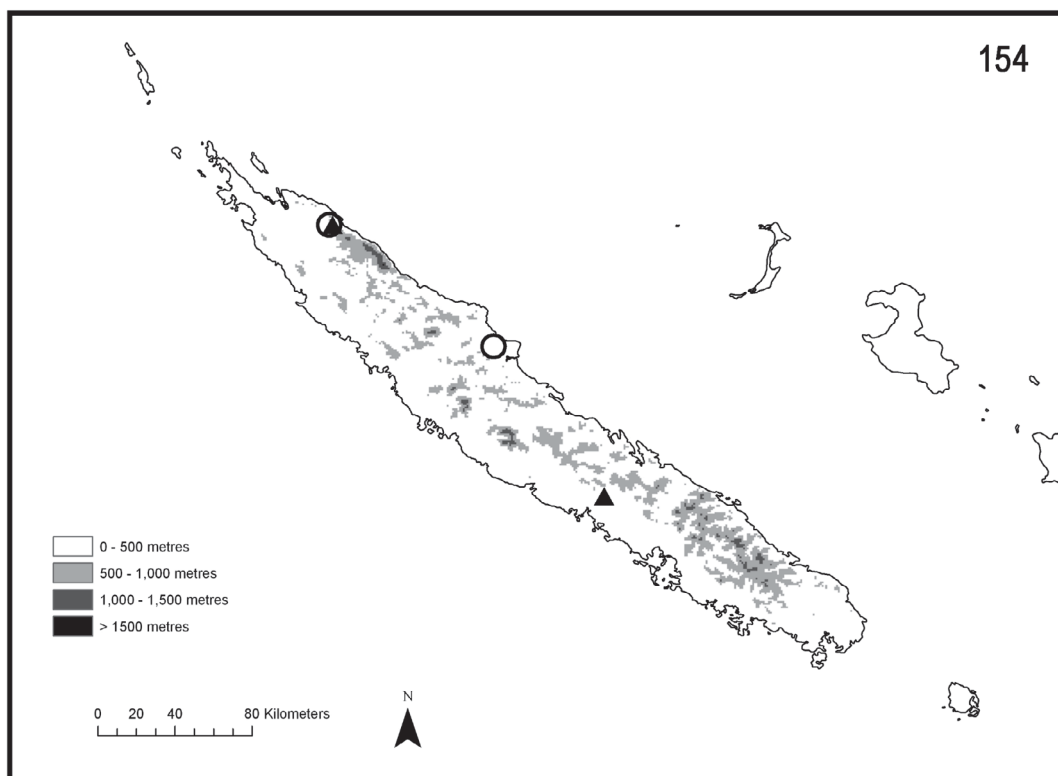 154
0 - 500 metres
500 - 1,000 metres
1,000 - 1,500 metres
> 1500 metres
0 20 40 80 Kilometers
N